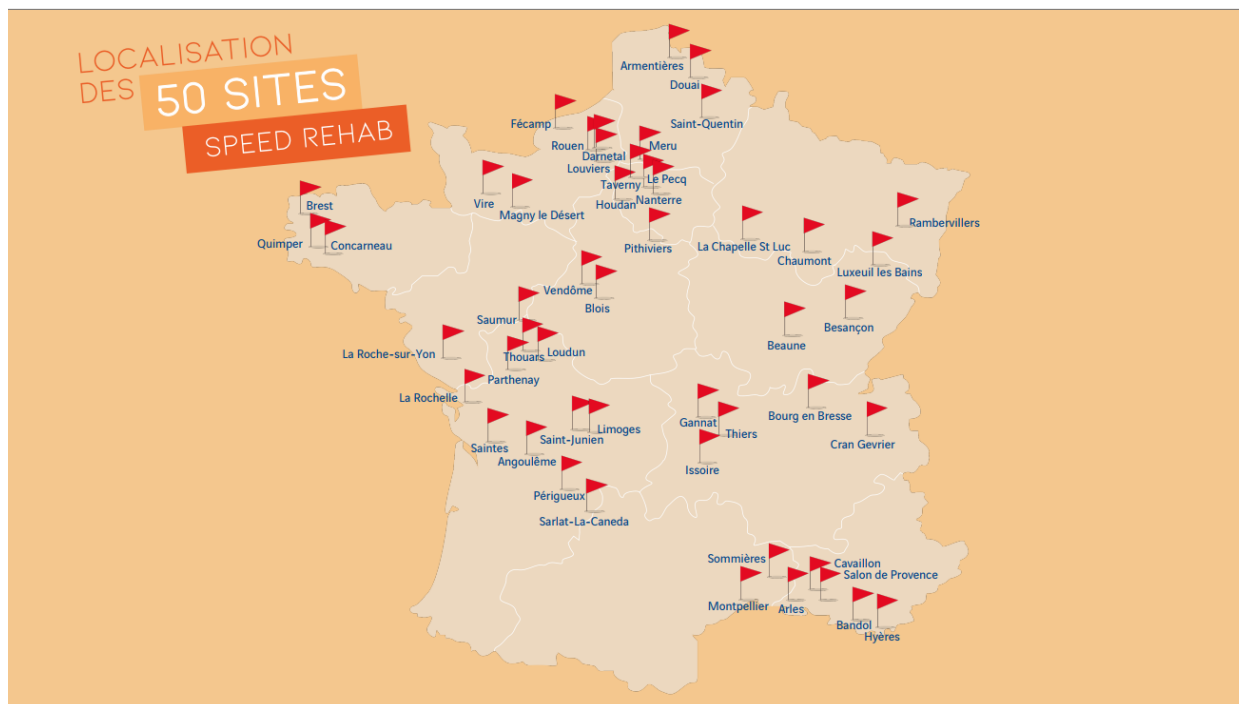 LOCALISATION
DES 50 SITES
SPEED REHAB
Armentières
Douai
Saint-Quentin
Fécamp
Rouen
Darnetal
Meru
Louviers
Taverny
Le Pecq
Houdan
Nanterre
Vire
Magny le Désert
Brest
Quimper
Concarneau
Pithiviers
La Chapelle St Luc
Chaumont
Rambervillers
Luxeuil les Bains
Vendôme
Blois
Besançon
Beaune
Saumur
La Roche-sur-Yon
Thouars
Loudun
Parthenay
La Rochelle
Saint-Junien
Limoges
Saintes
Angoulême
Gannat
Thiers
Issoire
Bourg en Bresse
Cran Gevrier
Périgueux
Sarlat-La-Caneda
Sommières
Cavaillon
Salon de Provence
Montpellier
Arles
Bandol
Hyères